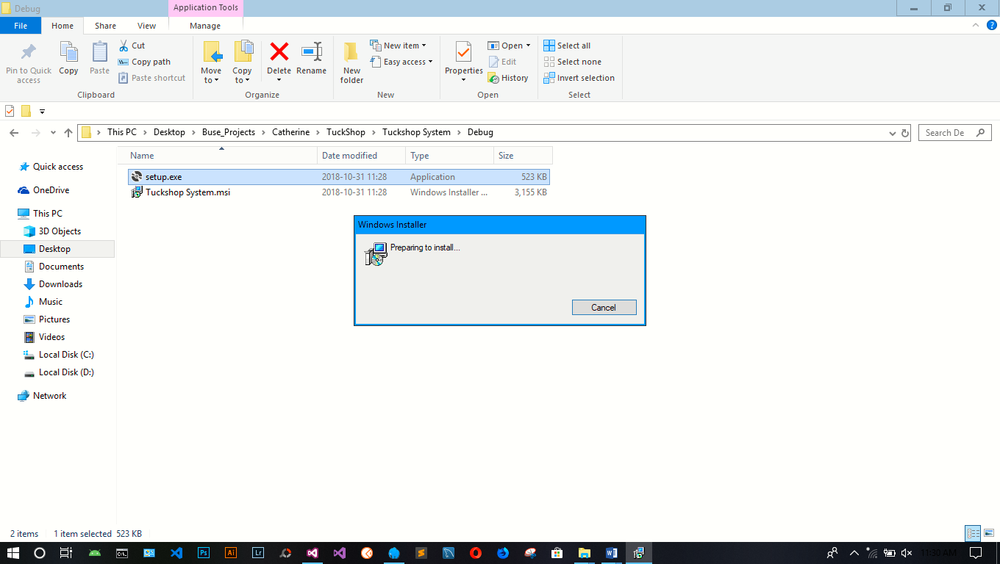 Debug
Application Tools
File Home Share View Manage
Pin to Quick access
Copy
Paste
Cut
Copy path
Paste shortcut
Clipboard
Move to
Copy to
Delete
Rename
Organize
New folder
New item
Easy access
New
Properties
Open
Edit
History
Open
Select all
Select none
Invert selection
Select
This PC Desktop Buse_Projects Catherine TuckShop Tuckshop System Debug
Search De
Name Date modified Type Size
setup.exe 2018-10-31 11:28 Application 523 KB
Tuckshop System.msi 2018-10-31 11:28 Windows Installer ... 3,155 KB
Quick access
OneDrive
This PC
3D Objects
Desktop
Documents
Downloads
Music
Pictures
Videos
Local Disk (C:)
Local Disk (D:)
Network
Windows Installer
Preparing to install...
Cancel
2 items 1 item selected 523 KB
Ps Ai Lr
11:30 AM